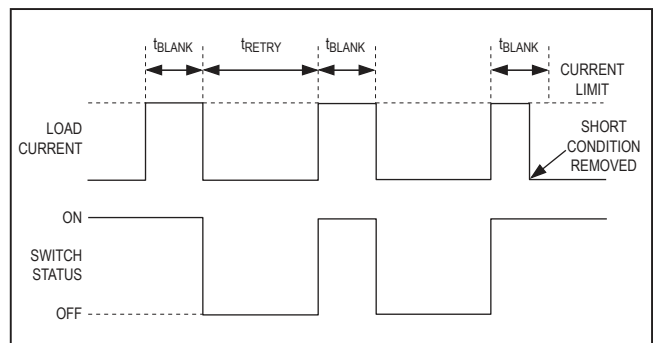 tBLANK tRETRY tBLANK tBLANK
CURRENT
LIMIT
LOAD
CURRENT
SHORT
CONDITION
REMOVED
ON
SWITCH
STATUS
OFF